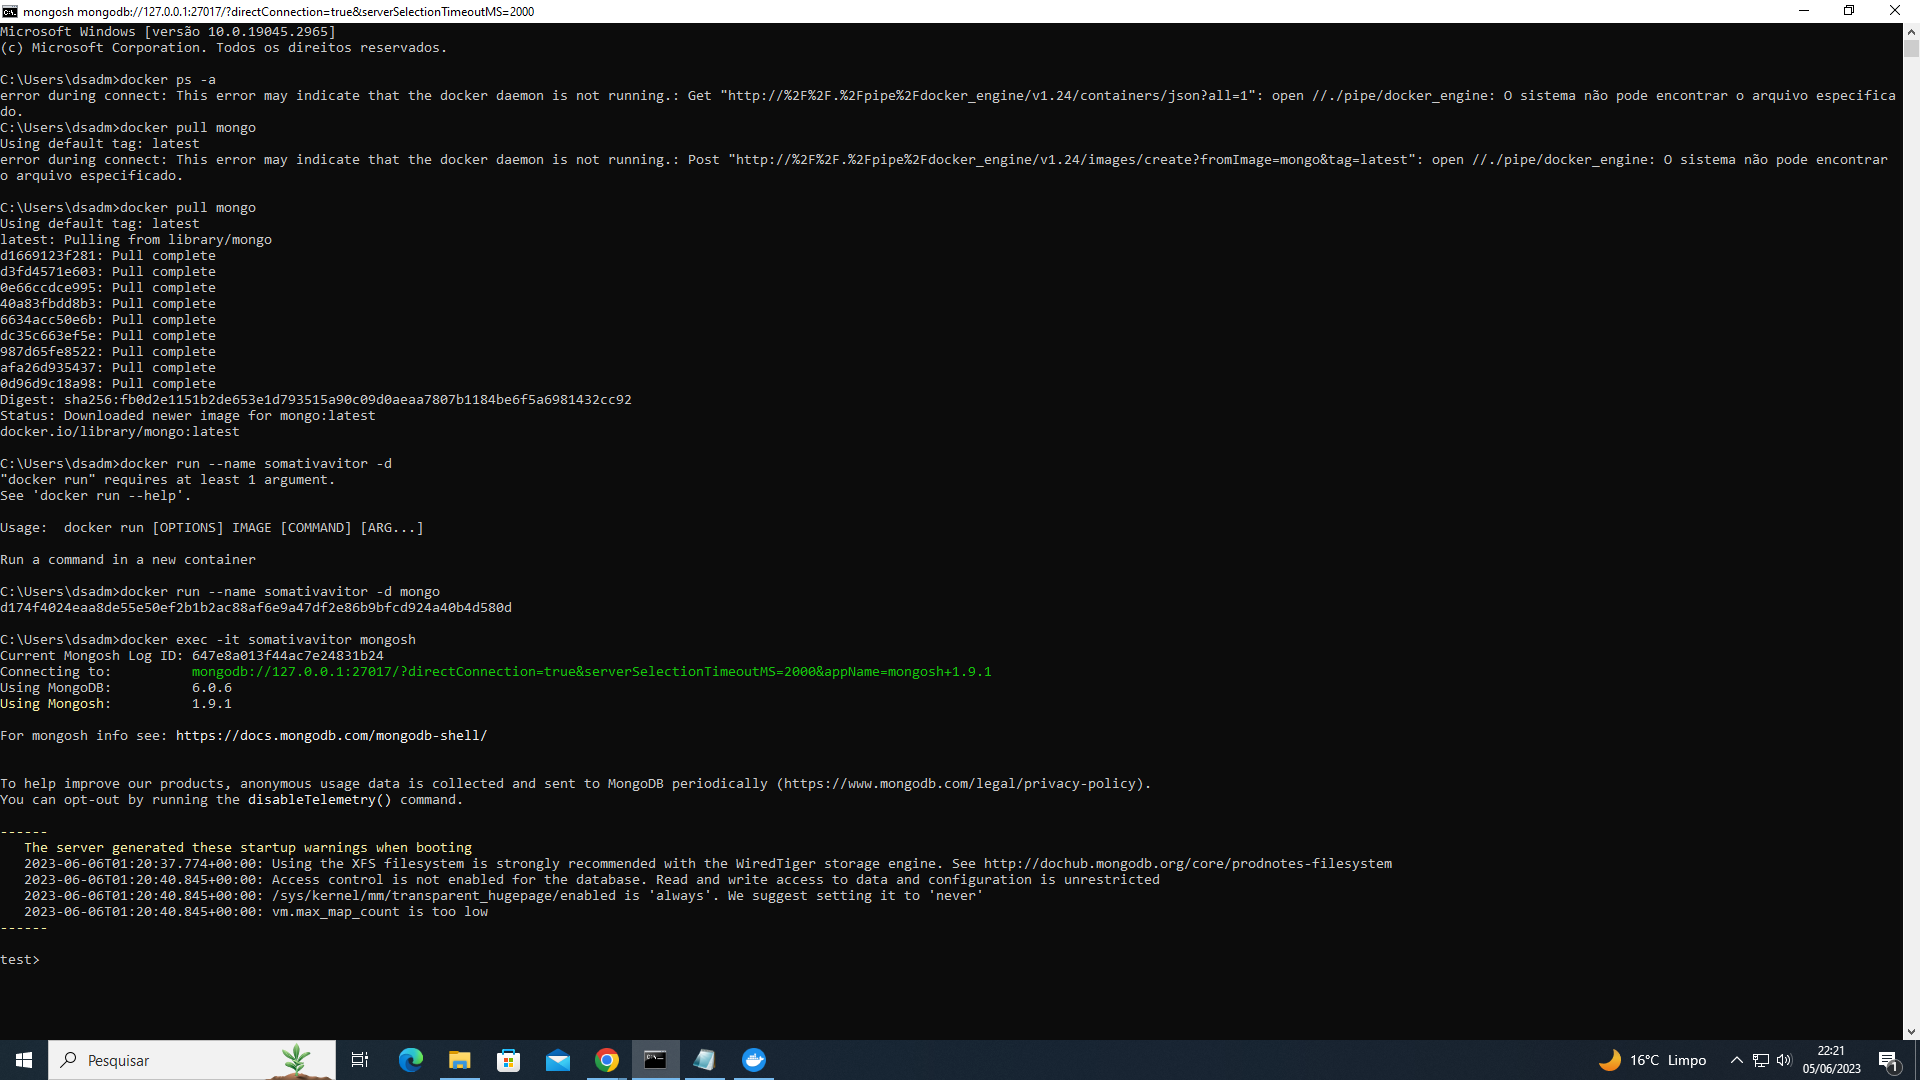 mongosh mongodb://127.0.0.1:27017/?directConnection=true&serverSelectionTimeoutMS=2000
Microsoft Windows [versão 10.0.19045.2965]
(c) Microsoft Corporation. Todos os direitos reservados.
C:\Users\dsadm>docker ps -a
error during connect: This error may indicate that the docker daemon is not running.: Get "http://%2F%2F.%2Fpipe%2Fdocker_engine/v1.24/containers/json?all=1": open //./pipe/docker_engine: O sistema não pode encontrar o arquivo especifica
do.
C:\Users\dsadm>docker pull mongo
Using default tag: latest
error during connect: This error may indicate that the docker daemon is not running.: Post "http://%2F%2F.%2Fpipe%2Fdocker_engine/v1.24/images/create?fromImage=mongo&tag=latest": open //./pipe/docker_engine: O sistema não pode encontrar
o arquivo especificado.
C:\Users\dsadm>docker pull mongo
Using default tag: latest
latest: Pulling from library/mongo
d1669123f281: Pull complete
d3fd4571e603: Pull complete
0e66ccdce995: Pull complete
40a83fbdd8b3: Pull complete
6634acc50e6b: Pull complete
dc35c663ef5e: Pull complete
987d65fe8522: Pull complete
afa26d935437: Pull complete
0d96d9c18a98: Pull complete
Digest: sha256:fb0d2e1151b2de653e1d793515a90c09d0aeaa7807b1184be6f5a6981432cc92
Status: Downloaded newer image for mongo:latest
docker.io/library/mongo:latest
C:\Users\dsadm>docker run --name somativavitor -d
"docker run" requires at least 1 argument.
See 'docker run --help'.
Usage:  docker run [OPTIONS] IMAGE [COMMAND] [ARG...]
Run a command in a new container
C:\Users\dsadm>docker run --name somativavitor -d mongo
d174f4024eaa8de55e50ef2b1b2ac88af6e9a47df2e86b9bfcd924a40b4d580d
C:\Users\dsadm>docker exec -it somativavitor mongosh
Current Mongosh Log ID: 647e8a013f44ac7e24831b24
Connecting to:          mongodb://127.0.0.1:27017/?directConnection=true&serverSelectionTimeoutMS=2000&appName=mongosh+1.9.1
Using MongoDB:          6.0.6
Using Mongosh:          1.9.1
For mongosh info see: https://docs.mongodb.com/mongodb-shell/
To help improve our products, anonymous usage data is collected and sent to MongoDB periodically (https://www.mongodb.com/legal/privacy-policy).
You can opt-out by running the disableTelemetry() command.
------
The server generated these startup warnings when booting
2023-06-06T01:20:37.774+00:00: Using the XFS filesystem is strongly recommended with the WiredTiger storage engine. See http://dochub.mongodb.org/core/prodnotes-filesystem
2023-06-06T01:20:40.845+00:00: Access control is not enabled for the database. Read and write access to data and configuration is unrestricted
2023-06-06T01:20:40.845+00:00: /sys/kernel/mm/transparent_hugepage/enabled is 'always'. We suggest setting it to 'never'
2023-06-06T01:20:40.845+00:00: vm.max_map_count is too low
------
test>
Pesquisar
16°C Limpo
22:21
05/06/2023
1